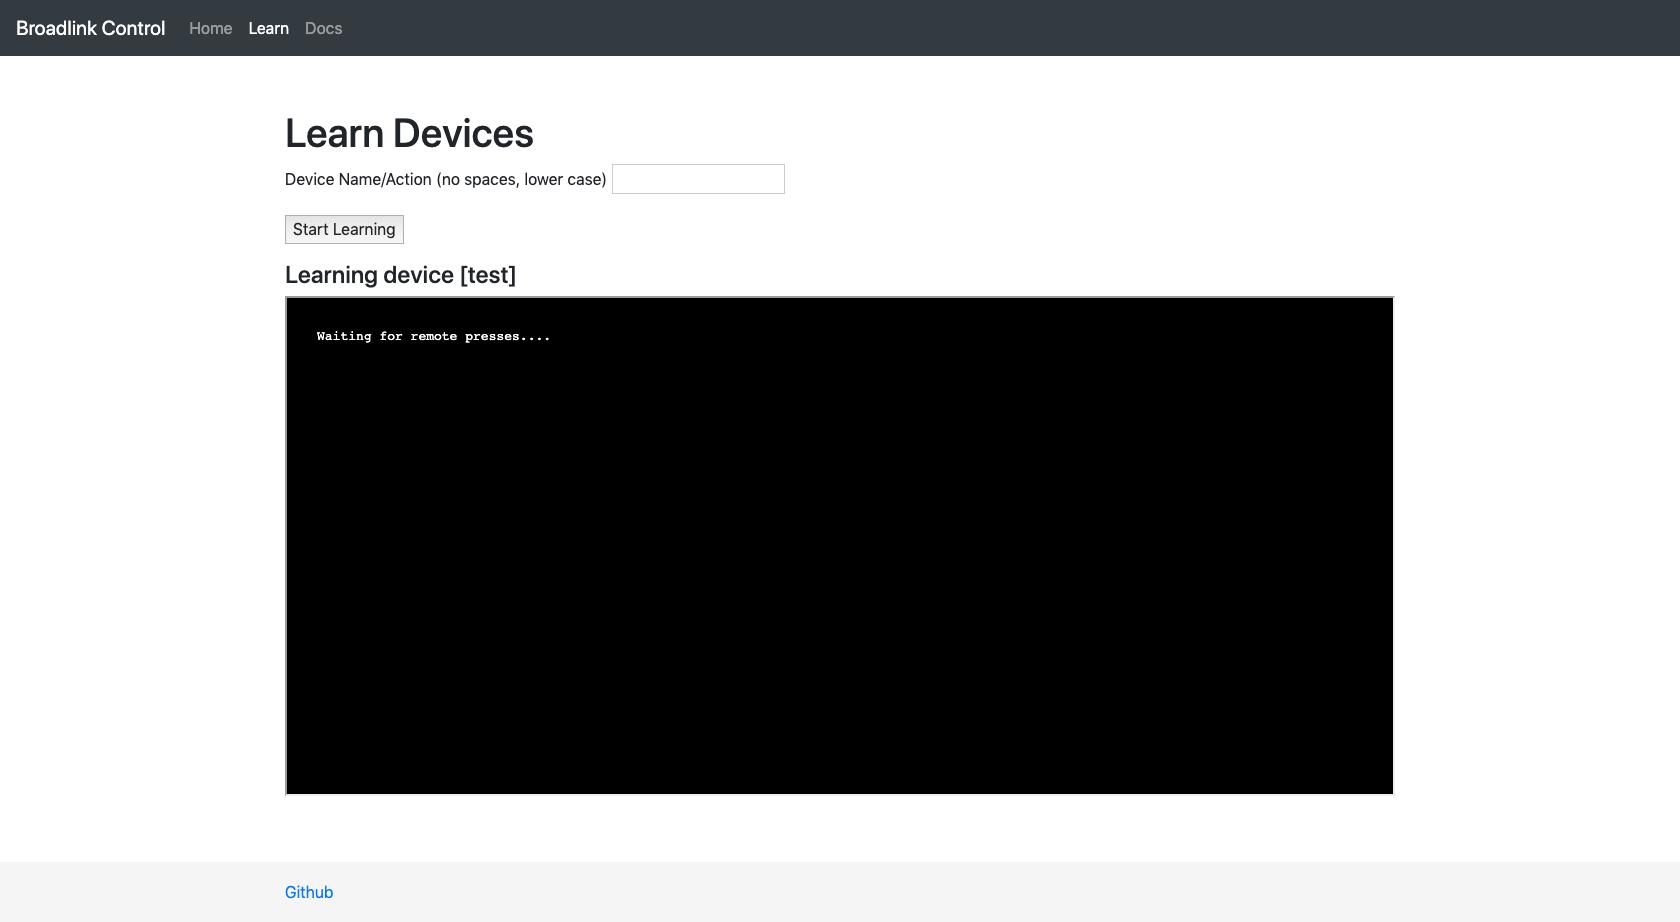 Broadlink Control Home Learn Docs
Learn Devices
Device Name/Action (no spaces, lower case)
Start Learning
Learning device [test]
Waiting for remote presses....
Github